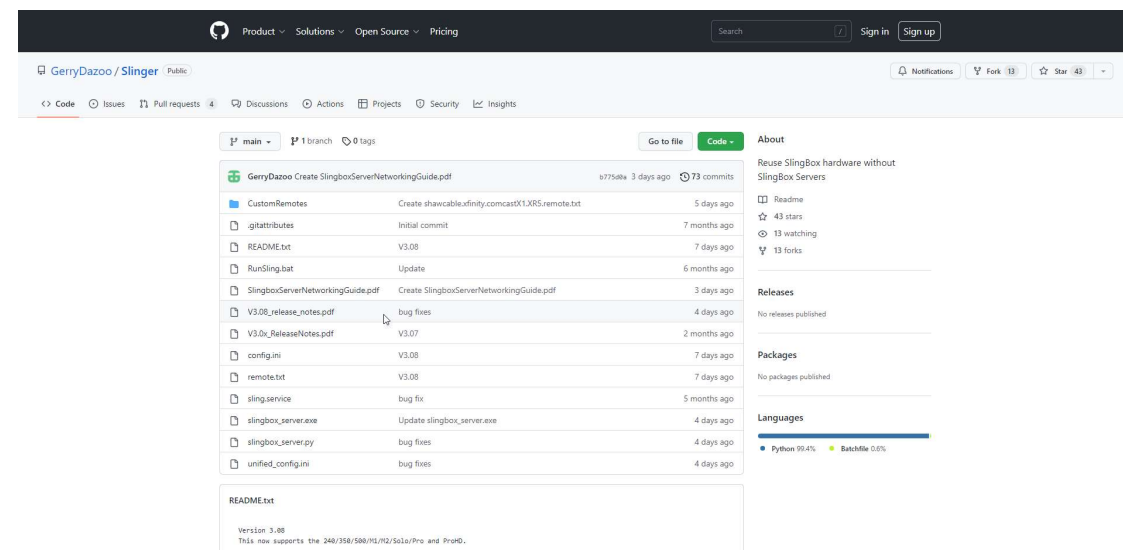 Product Solutions Open Source Pricing Search / Sign in Sign up
GerryDazoo / Slinger Public Notifications Fork 13 Star 43
<> Code Issues Pull requests 4 Discussions Actions Projects Security Insights
main 1 branch 0 tags Go to file Code
GerryDazoo Create SlingboxServerNetworkingGuide.pdf b775d0a 3 days ago 73 commits
CustomRemotes Create shawcable.xfinity.comcastX1.XR5.remote.txt 5 days ago
.gitattributes Initial commit 7 months ago
README.txt V3.08 7 days ago
RunSling.bat Update 6 months ago
SlingboxServerNetworkingGuide.pdf Create SlingboxServerNetworkingGuide.pdf 3 days ago
V3.08_release_notes.pdf bug fixes 4 days ago
V3.0x_ReleaseNotes.pdf V3.07 2 months ago
config.ini V3.08 7 days ago
remote.txt V3.08 7 days ago
sling.service bug fix 5 months ago
slingbox_server.exe Update slingbox_server.exe 4 days ago
slingbox_server.py bug fixes 4 days ago
unified_config.ini bug fixes 4 days ago
README.txt
Version 3.08
This now supports the 240/350/500/M1/M2/Solo/Pro and ProHD.
About
Reuse SlingBox hardware without
SlingBox Servers
Readme
43 stars
13 watching
13 forks
Releases
No releases published
Packages
No packages published
Languages
Python 99.4% Batchfile 0.6%